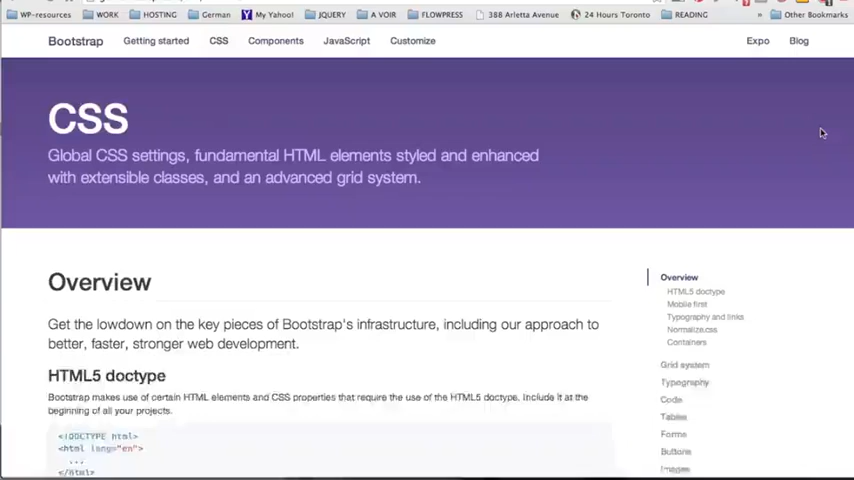 WP-resources WORK HOSTING German My Yahoo! JQUERY A VOIR FLOWPRESS 388 Arletta Avenue 24 Hours Toronto READING » Other Bookmarks
Bootstrap Getting started CSS Components JavaScript Customize Expo Blog
CSS
Global CSS settings, fundamental HTML elements styled and enhanced
with extensible classes, and an advanced grid system.
Overview
Get the lowdown on the key pieces of Bootstrap's infrastructure, including our approach to
better, faster, stronger web development.
HTML5 doctype
Bootstrap makes use of certain HTML elements and CSS properties that require the use of the HTML5 doctype. Include it at the
beginning of all your projects.
<!DOCTYPE html>
<html lang="en">
...
</html>
Overview
HTML5 doctype
Mobile first
Typography and links
Normalize.css
Containers
Grid system
Typography
Code
Tables
Forms
Buttons
Images